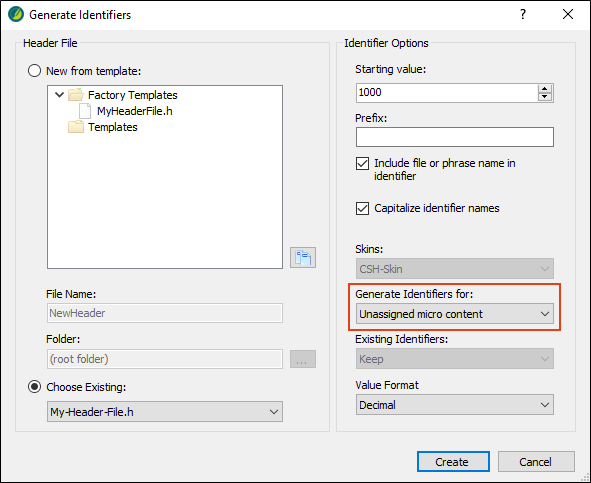 Generate Identifiers
?
Header File
New from template:
Factory Templates
MyHeaderFile.h
Templates
File Name:
NewHeader
Folder:
(root folder)
...
Choose Existing:
My-Header-File.h
Identifier Options
Starting value:
1000
Prefix:
Include file or phrase name in
identifier
Capitalize identifier names
Skins:
CSH-Skin
Generate Identifiers for:
Unassigned micro content
Existing Identifiers:
Keep
Value Format
Decimal
Create
Cancel